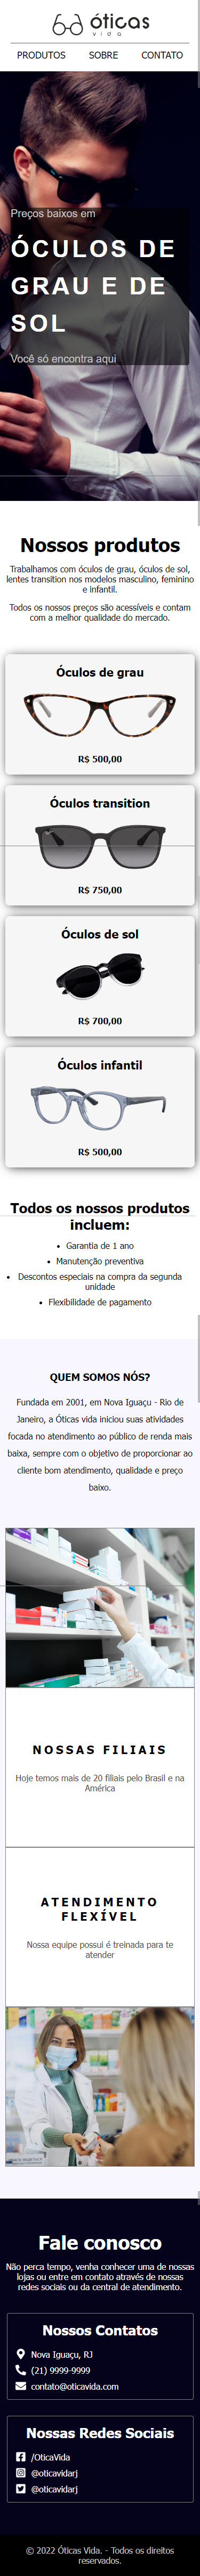 óticas
vida
PRODUTOS SOBRE CONTATO
Preços baixos em
ÓCULOS DE
GRAU E DE
SOL
Você só encontra aqui
Nossos produtos
Trabalhamos com óculos de grau, óculos de sol,
lentes transition nos modelos masculino, feminino
e infantil.
Todos os nossos preços são acessíveis e contam
com a melhor qualidade do mercado.
Óculos de grau
R$ 500,00
Óculos transition
R$ 750,00
Óculos de sol
R$ 700,00
Óculos infantil
R$ 500,00
Todos os nossos produtos
incluem:
• Garantia de 1 ano
• Manutenção preventiva
• Descontos especiais na compra da segunda
unidade
• Flexibilidade de pagamento
QUEM SOMOS NÓS?
Fundada em 2001, em Nova Iguaçu - Rio de
Janeiro, a Óticas vida iniciou suas atividades
focada no atendimento ao público de renda mais
baixa, sempre com o objetivo de proporcionar ao
cliente bom atendimento, qualidade e preço
baixo.
NOSSAS FILIAIS
Hoje temos mais de 20 filiais pelo Brasil e na
América
ATENDIMENTO
FLEXÍVEL
Nossa equipe possui é treinada para te
atender
Fale conosco
Não perca tempo, venha conhecer uma de nossas
lojas ou entre em contato através de nossas
redes sociais ou da central de atendimento.
Nossos Contatos
Nova Iguaçu, RJ
(21) 9999-9999
contato@oticavida.com
Nossas Redes Sociais
/OticaVida
@oticavidarj
@oticavidarj
© 2022 Óticas Vida. - Todos os direitos
reservados.